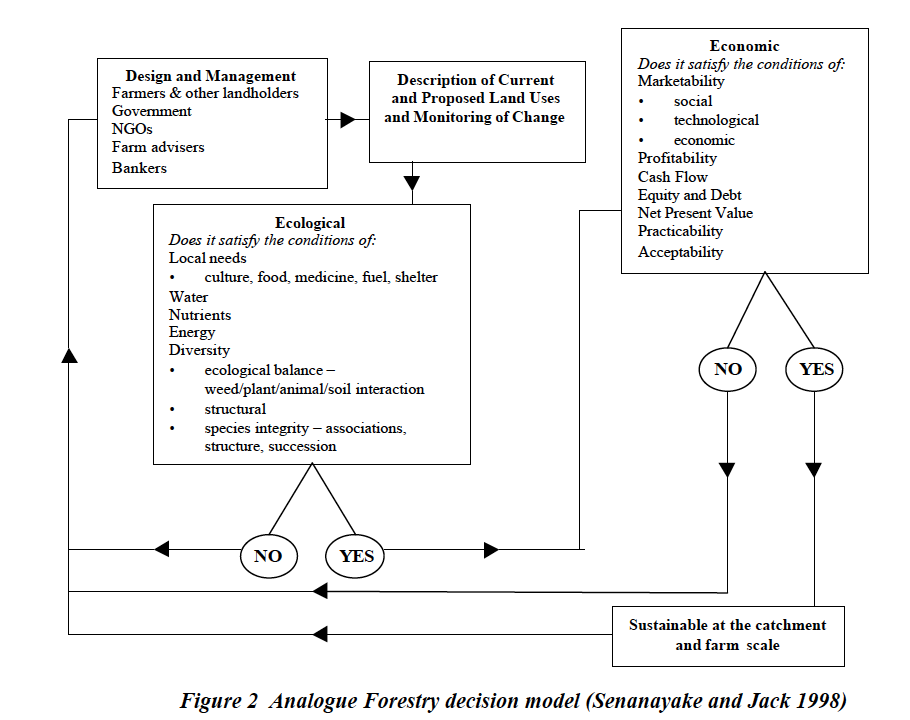 Design and Management
Farmers & other landholders
Government
NGOs
Farm advisers
Bankers
Description of Current
and Proposed Land Uses
and Monitoring of Change
Economic
Does it satisfy the conditions of:
Marketability
• social
• technological
• economic
Profitability
Cash Flow
Equity and Debt
Net Present Value
Practicability
Acceptability
Ecological
Does it satisfy the conditions of:
Local needs
• culture, food, medicine, fuel, shelter
Water
Nutrients
Energy
Diversity
• ecological balance –
weed/plant/animal/soil interaction
• structural
• species integrity – associations,
structure, succession
NO
YES
NO
YES
Sustainable at the catchment
and farm scale
Figure 2 Analogue Forestry decision model (Senanayake and Jack 1998)